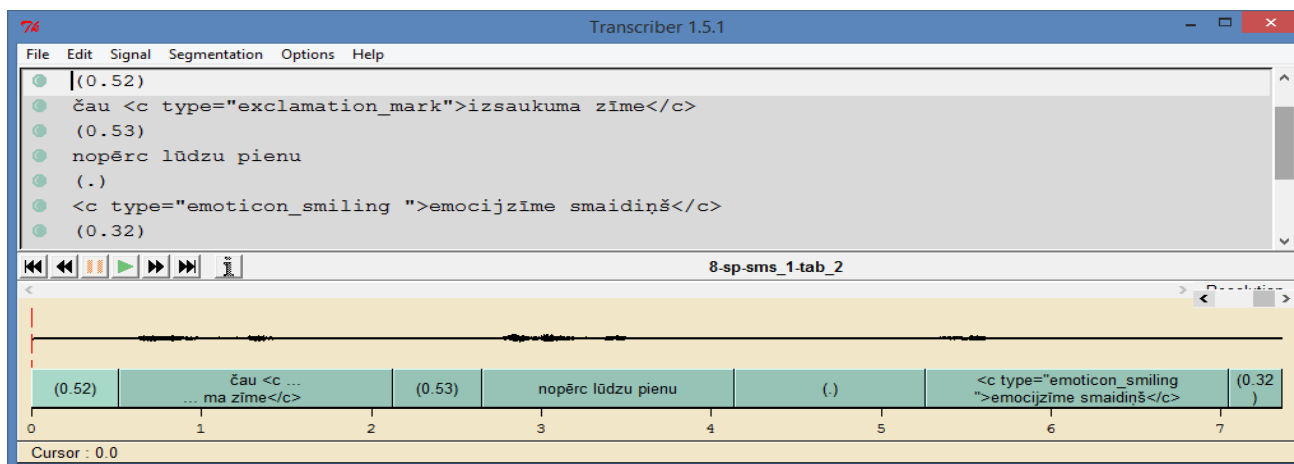 Transcriber 1.5.1
File Edit Signal Segmentation Options Help
(0.52)
čau <c type="exclamation_mark">izsaukuma zīme</c>
(0.53)
nopērc lūdzu pienu
(.)
<c type="emoticon_smiling ">emocijzīme smaidiņš</c>
(0.32)
8-sp-sms_1-tab_2
(0.52)
čau <c ...
... ma zīme</c>
(0.53)
nopērc lūdzu pienu
(.)
<c type="emoticon_smiling
">emocijzīme smaidiņš</c>
(0.32
)
0 1 2 3 4 5 6 7
Cursor : 0.0